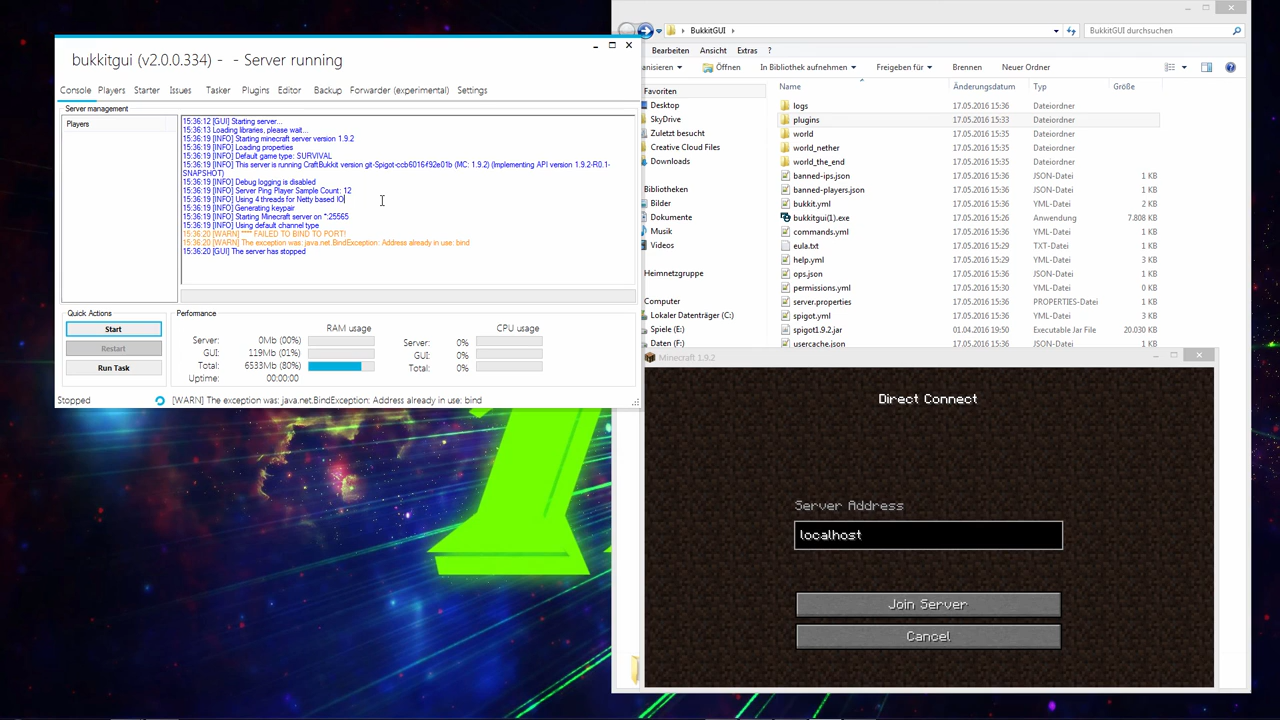 bukkitgui (v2.0.0.334) - - Server running
Console Players Starter Issues Tasker Plugins Editor Backup Forwarder (experimental) Settings
Server management
Players
15:36:12 [GUI] Starting server...
15:36:13 Loading libraries, please wait...
15:36:19 [INFO] Starting minecraft server version 1.9.2
15:36:19 [INFO] Loading properties
15:36:19 [INFO] Default game type: SURVIVAL
15:36:19 [INFO] This server is running CraftBukkit version git-Spigot-ccb6016-f92e01b (MC: 1.9.2) (Implementing API version 1.9.2-R0.1-
SNAPSHOT)
15:36:19 [INFO] Debug logging is disabled
15:36:19 [INFO] Server Ping Player Sample Count: 12
15:36:19 [INFO] Using 4 threads for Netty based IO
15:36:19 [INFO] Generating keypair
15:36:19 [INFO] Starting Minecraft server on *:25565
15:36:19 [INFO] Using default channel type
15:36:20 [WARN] **** FAILED TO BIND TO PORT!
15:36:20 [WARN] The exception was: java.net.BindException: Address already in use: bind
15:36:20 [GUI] The server has stopped
Quick Actions
Start
Restart
Run Task
Performance
RAM usage CPU usage
Server: 0Mb (00%) Server: 0%
GUI: 119Mb (01%) GUI: 0%
Total: 6533Mb (80%) Total: 0%
Uptime: 00:00:00
Stopped [WARN] The exception was: java.net.BindException: Address already in use: bind
BukkitGUI
BukkitGUI durchsuchen
Bearbeiten Ansicht Extras ?
anisieren Öffnen In Bibliothek aufnehmen Freigeben für Brennen Neuer Ordner
Favoriten
Desktop
SkyDrive
Zuletzt besucht
Creative Cloud Files
Downloads
Bibliotheken
Bilder
Dokumente
Musik
Videos
Heimnetzgruppe
Computer
Lokaler Datenträger (C:)
Spiele (E:)
Daten (F:)
Name Änderungsdatum Typ Größe
logs 17.05.2016 15:36 Dateiordner
plugins 17.05.2016 15:33 Dateiordner
world 17.05.2016 15:36 Dateiordner
world_nether 17.05.2016 15:36 Dateiordner
world_the_end 17.05.2016 15:36 Dateiordner
banned-ips.json 17.05.2016 15:36 JSON-Datei 1 KB
banned-players.json 17.05.2016 15:36 JSON-Datei 1 KB
bukkit.yml 17.05.2016 15:36 YML-Datei 2 KB
bukkitgui(1).exe 17.05.2016 15:29 Anwendung 7.808 KB
commands.yml 17.05.2016 15:36 YML-Datei 1 KB
eula.txt 17.05.2016 15:29 TXT-Datei 1 KB
help.yml 17.05.2016 15:29 YML-Datei 3 KB
ops.json 17.05.2016 15:36 JSON-Datei 1 KB
permissions.yml 17.05.2016 15:30 YML-Datei 0 KB
server.properties 17.05.2016 15:36 PROPERTIES-Datei 1 KB
spigot.yml 17.05.2016 15:36 YML-Datei 3 KB
spigot1.9.2.jar 01.04.2016 19:50 Executable Jar File 20.030 KB
usercache.json 17.05.2016 15:36 JSON-Datei 1 KB
Minecraft 1.9.2
Direct Connect
Server Address
localhost
Join Server
Cancel